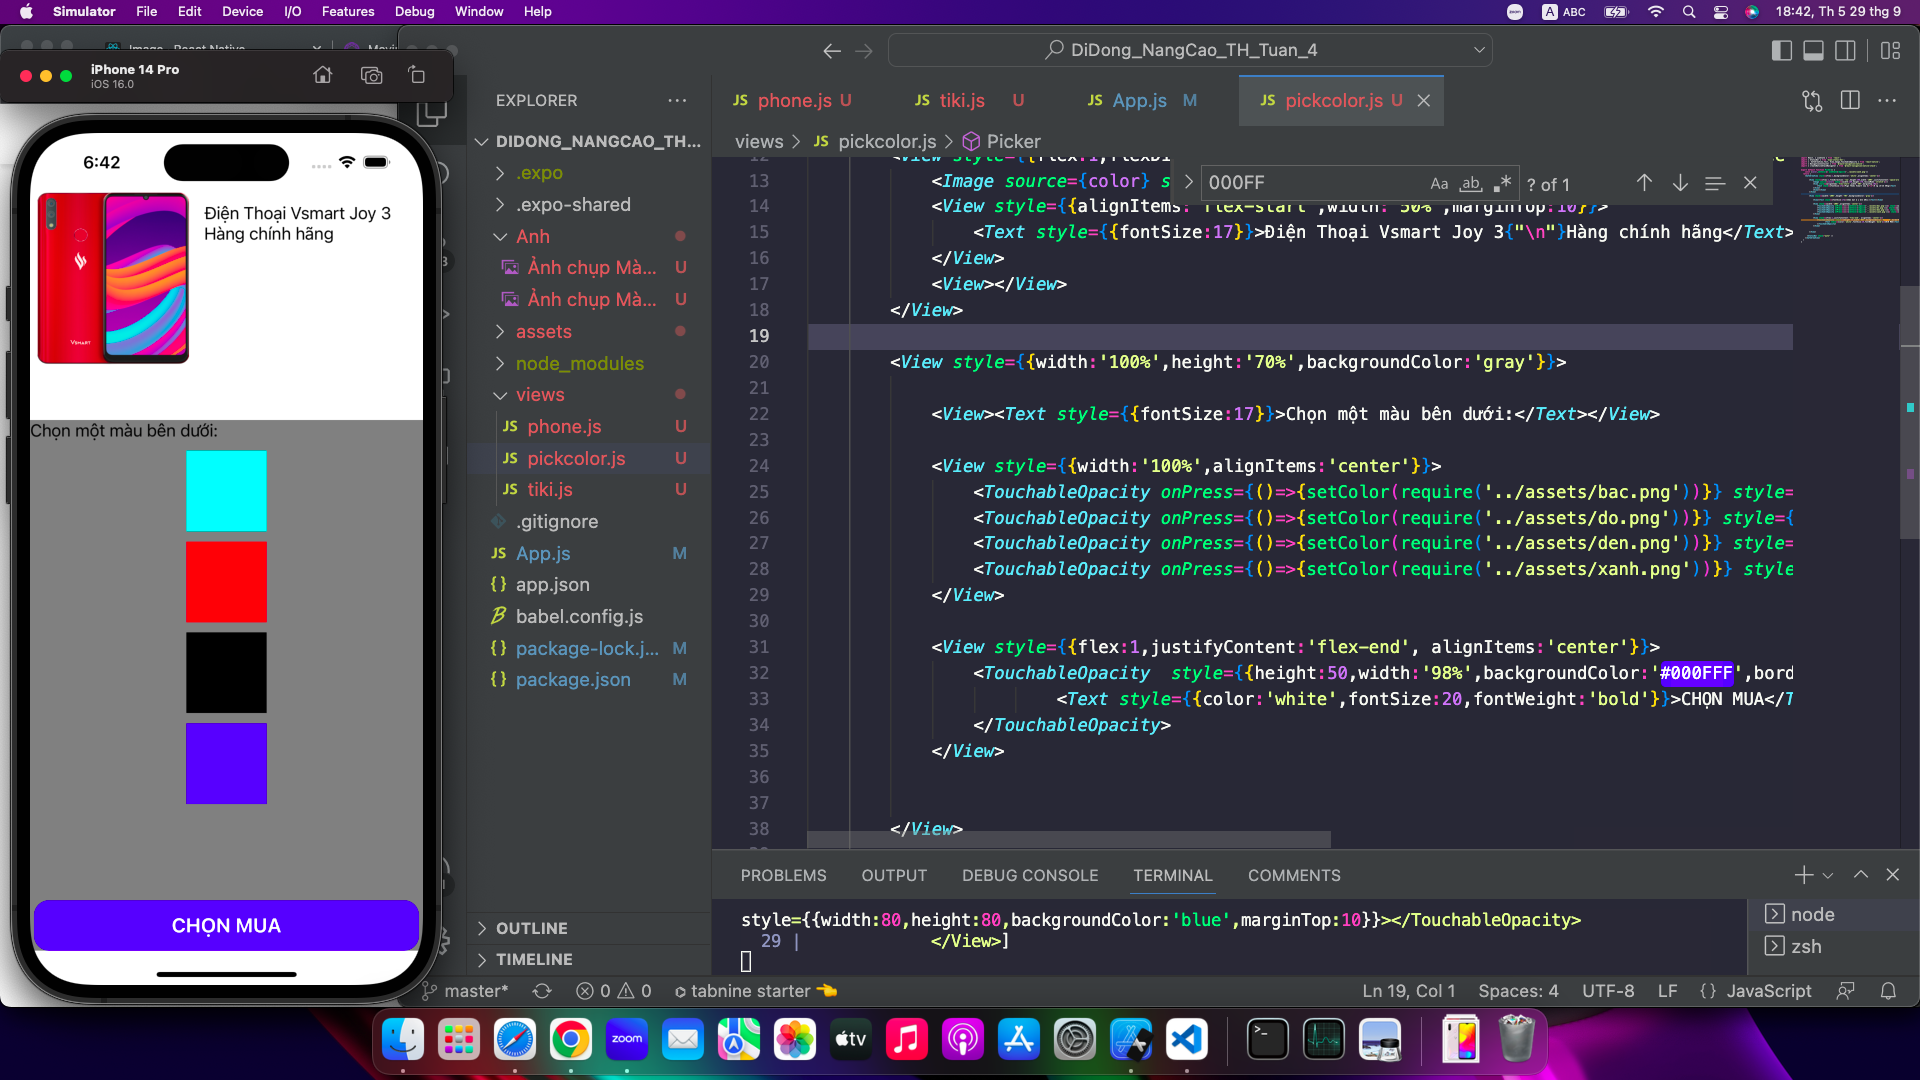 Simulator File Edit Device I/O Features Debug Window Help
zoom A ABC 18:42, Th 5 29 thg 9
Image - React Native
iPhone 14 Pro
iOS 16.0
6:42
Điện Thoại Vsmart Joy 3
Hàng chính hãng
VSMART
Chọn một màu bên dưới:
CHỌN MUA
DiDong_NangCao_TH_Tuan_4
EXPLORER
DIDONG_NANGCAO_TH...
.expo
.expo-shared
Anh
Ảnh chụp Mà... U
Ảnh chụp Mà... U
assets
node_modules
views
JS phone.js U
JS pickcolor.js U
JS tiki.js U
.gitignore
JS App.js M
{} app.json
babel.config.js
{} package-lock.j... M
{} package.json M
OUTLINE
TIMELINE
JS phone.js U JS tiki.js U JS App.js M JS pickcolor.js U
views > JS pickcolor.js > Picker
000FF Aa ab ? of 1
13 <Image source={color} s
14 <View style={{alignItems:'flex-start',width:'50%',marginTop:10}}>
15 <Text style={{fontSize:17}}>Điện Thoại Vsmart Joy 3{"\n"}Hàng chính hãng</Text>
16 </View>
17 <View></View>
18 </View>
19
20 <View style={{width:'100%',height:'70%',backgroundColor:'gray'}}>
21
22 <View><Text style={{fontSize:17}}>Chọn một màu bên dưới:</Text></View>
23
24 <View style={{width:'100%',alignItems:'center'}}>
25 <TouchableOpacity onPress={()=>{setColor(require('../assets/bac.png'))}} style=
26 <TouchableOpacity onPress={()=>{setColor(require('../assets/do.png'))}} style={
27 <TouchableOpacity onPress={()=>{setColor(require('../assets/den.png'))}} style=
28 <TouchableOpacity onPress={()=>{setColor(require('../assets/xanh.png'))}} style
29 </View>
30
31 <View style={{flex:1,justifyContent:'flex-end', alignItems:'center'}}>
32 <TouchableOpacity style={{height:50,width:'98%',backgroundColor:'#000FFF',bord
33 <Text style={{color:'white',fontSize:20,fontWeight:'bold'}}>CHỌN MUA</T
34 </TouchableOpacity>
35 </View>
36
37
38 </View>
PROBLEMS OUTPUT DEBUG CONSOLE TERMINAL COMMENTS
style={{width:80,height:80,backgroundColor:'blue',marginTop:10}}></TouchableOpacity>
29 | </View>]
node
zsh
master* 0 0 tabnine starter Ln 19, Col 1 Spaces: 4 UTF-8 LF {} JavaScript
zoom tv